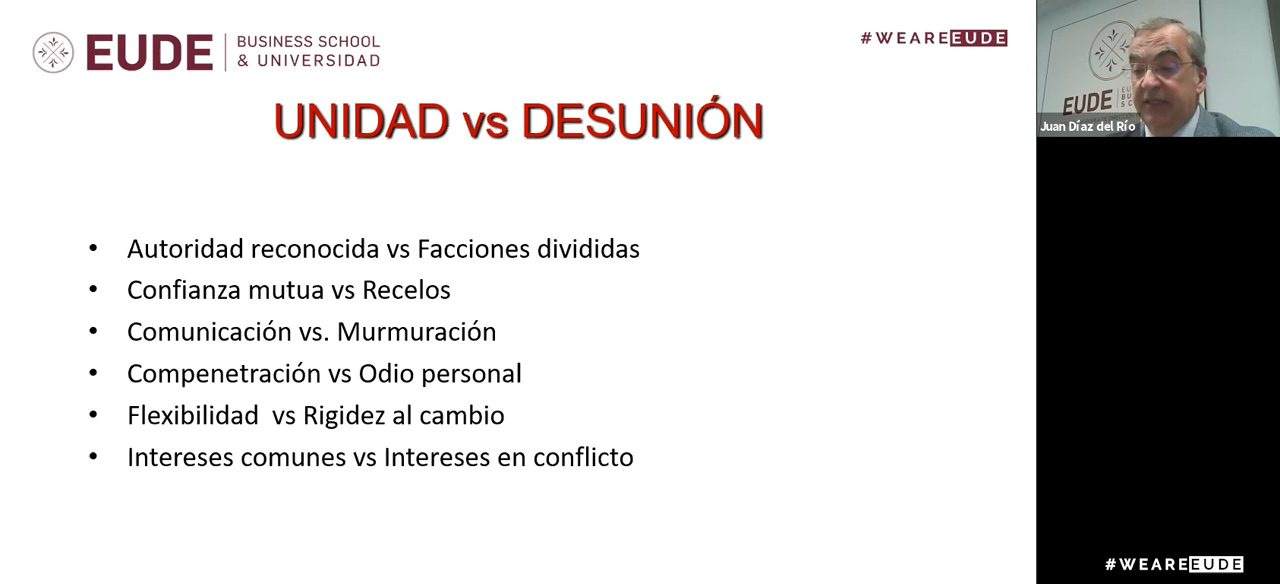 EUDE BUSINESS SCHOOL
& UNIVERSIDAD
#WEAREEUDE
UNIDAD vs DESUNIÓN
• Autoridad reconocida vs Facciones divididas
• Confianza mutua vs Recelos
• Comunicación vs. Murmuración
• Compenetración vs Odio personal
• Flexibilidad  vs Rigidez al cambio
• Intereses comunes vs Intereses en conflicto
EUDE
Juan Díaz del Río
#WEAREEUDE